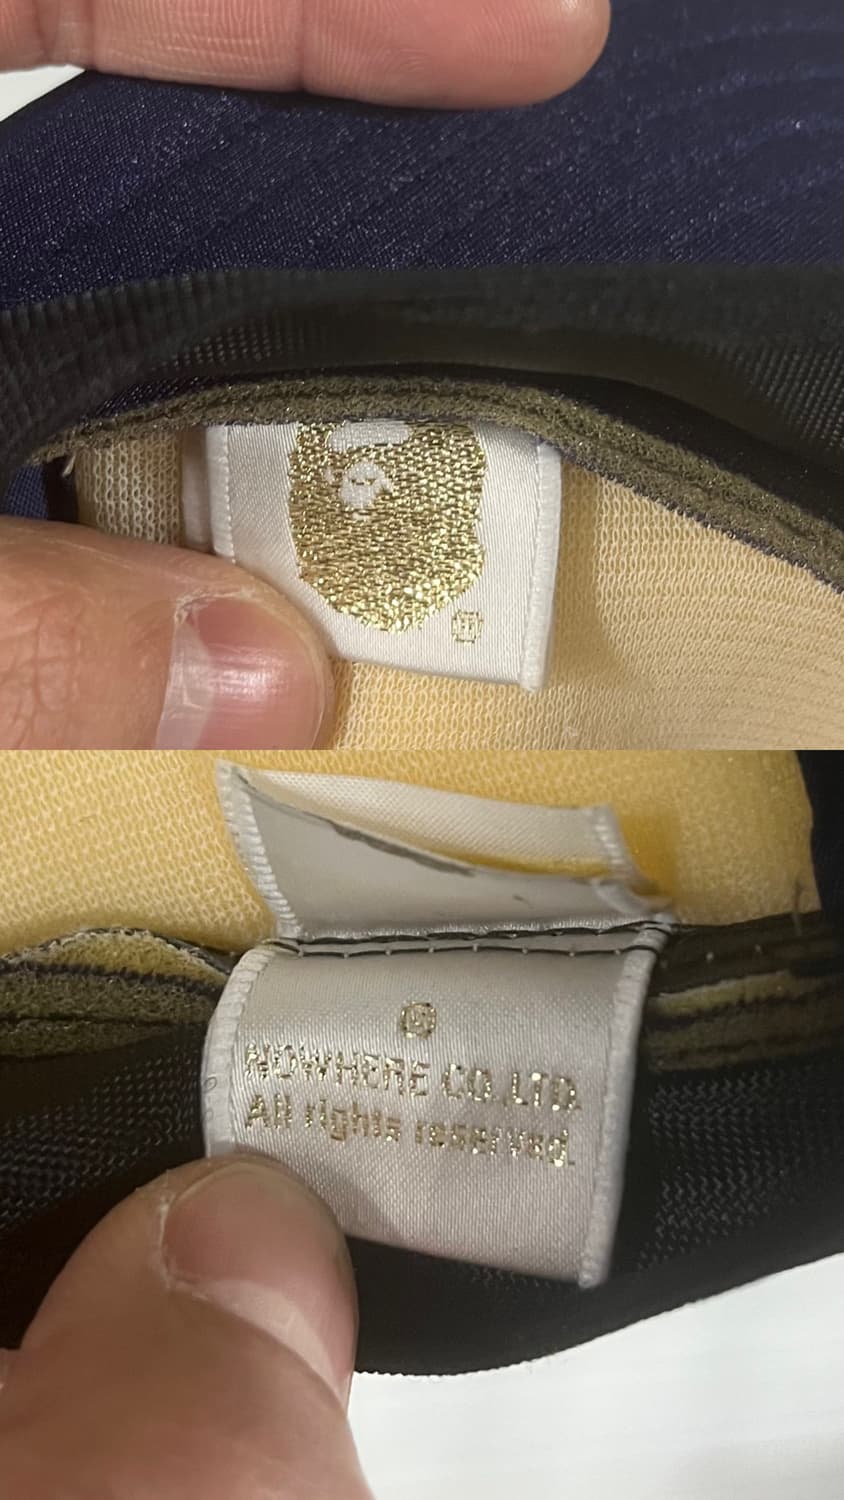 ®
®
NOWHERE CO.,LTD.
All rights reserved.